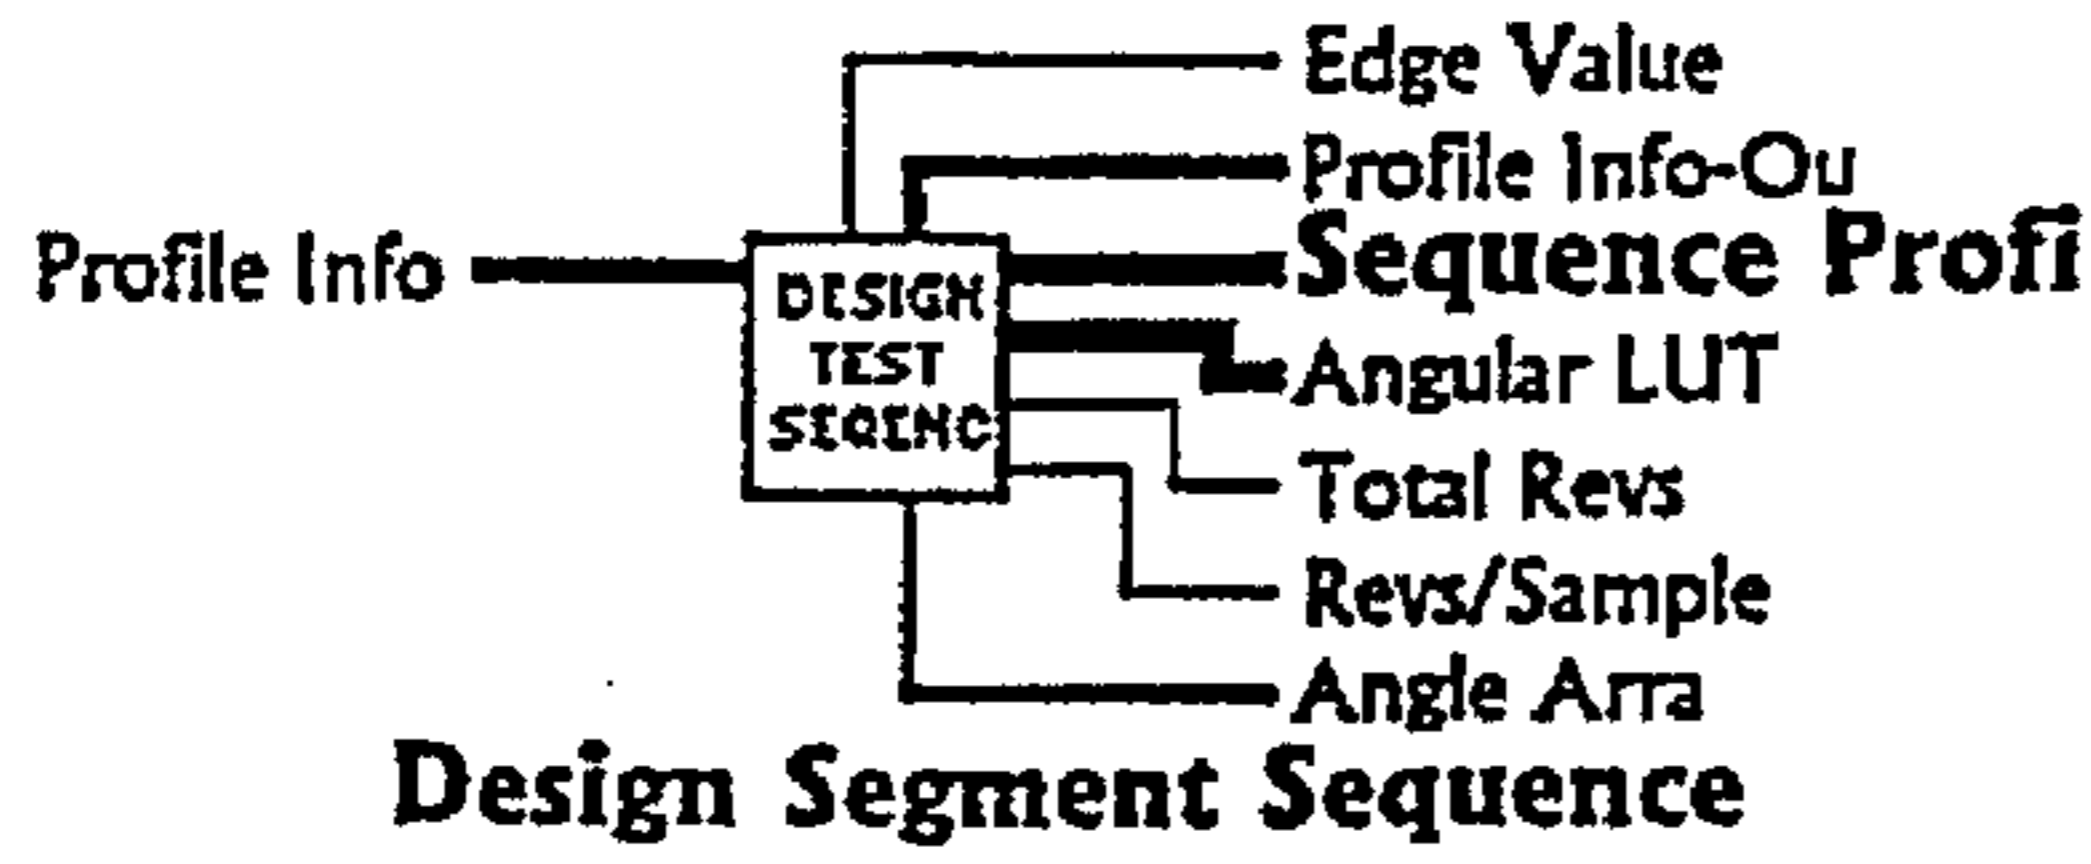 Edge Value
Profile Info-Ou
Profile Info
Sequence Profi
DESIGN
TEST
SEQENC
Angular LUT
Total Revs
Revs/Sample
Angle Arra
Design Segment Sequence